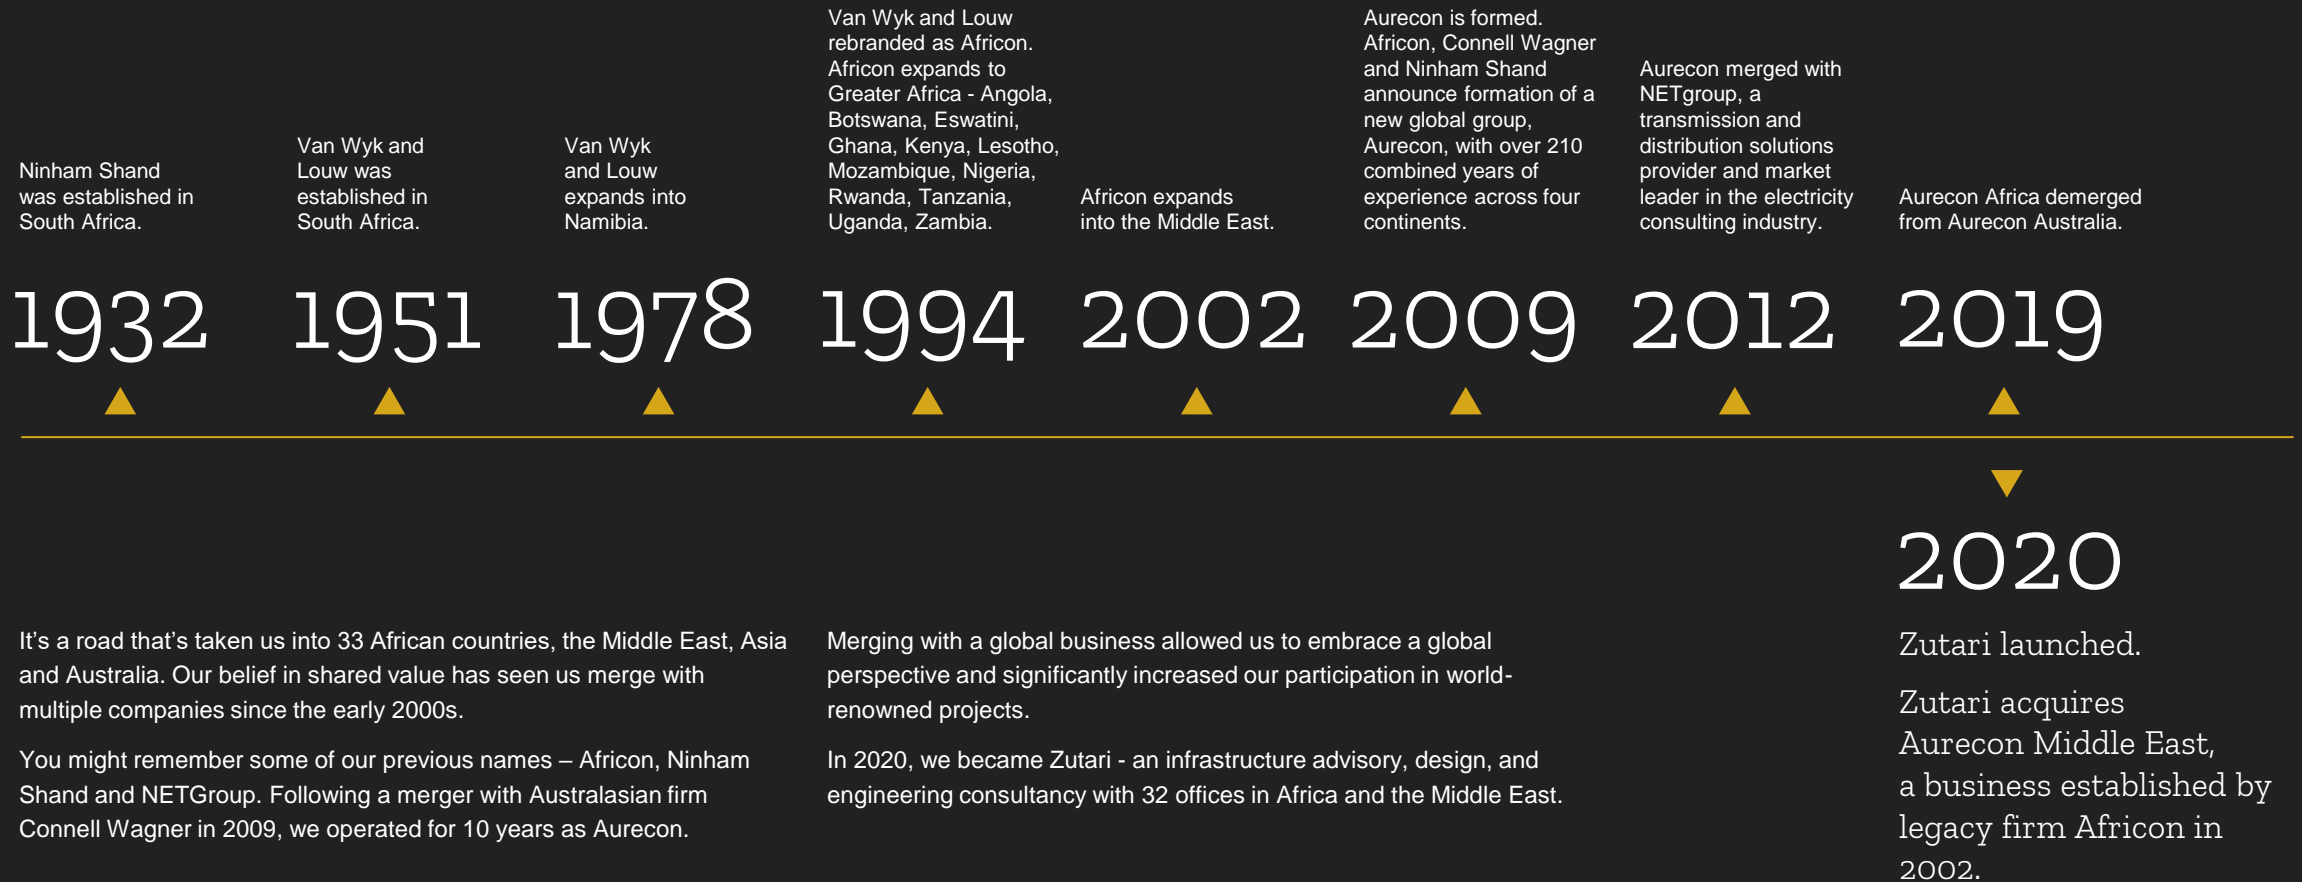 Ninham Shand
was established in
South Africa.
1932
Van Wyk and
Louw was
established in
South Africa.
1951
Van Wyk
and Louw
expands into
Namibia.
1978
Van Wyk and Louw
rebranded as Africon.
Africon expands to
Greater Africa - Angola,
Botswana, Eswatini,
Ghana, Kenya, Lesotho,
Mozambique, Nigeria,
Rwanda, Tanzania,
Uganda, Zambia.
1994
Africon expands
into the Middle East.
2002
Aurecon is formed.
Africon, Connell Wagner
and Ninham Shand
announce formation of a
new global group,
Aurecon, with over 210
combined years of
experience across four
continents.
2009
Aurecon merged with
NETgroup, a
transmission and
distribution solutions
provider and market
leader in the electricity
consulting industry.
2012
Aurecon Africa demerged
from Aurecon Australia.
2019
2020
Zutari launched.
Zutari acquires
Aurecon Middle East,
a business established by
legacy firm Africon in
2002.
It’s a road that’s taken us into 33 African countries, the Middle East, Asia
and Australia. Our belief in shared value has seen us merge with
multiple companies since the early 2000s.
You might remember some of our previous names – Africon, Ninham
Shand and NETGroup. Following a merger with Australasian firm
Connell Wagner in 2009, we operated for 10 years as Aurecon.
Merging with a global business allowed us to embrace a global
perspective and significantly increased our participation in world-
renowned projects.
In 2020, we became Zutari - an infrastructure advisory, design, and
engineering consultancy with 32 offices in Africa and the Middle East.